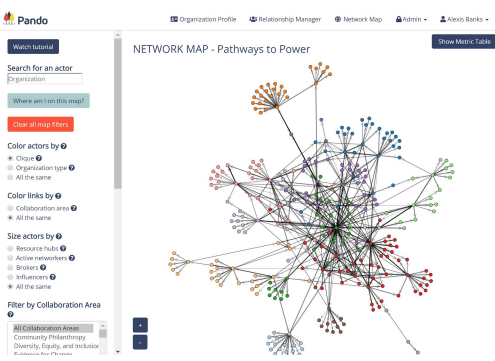 Pando
Organization Profile
Relationship Manager
Network Map
Admin
Alexis Banks
Watch tutorial
Search for an actor
Organization
Where am I on this map?
Clear all map filters
Color actors by
Clique
Organization type
All the same
Color links by
Collaboration area
All the same
Size actors by
Resource hubs
Active networkers
Brokers
Influencers
All the same
Filter by Collaboration Area
All Collaboration Areas
Community Philanthropy
Diversity, Equity, and Inclusion
Evidence for Change
NETWORK MAP - Pathways to Power
Show Metric Table
+
-